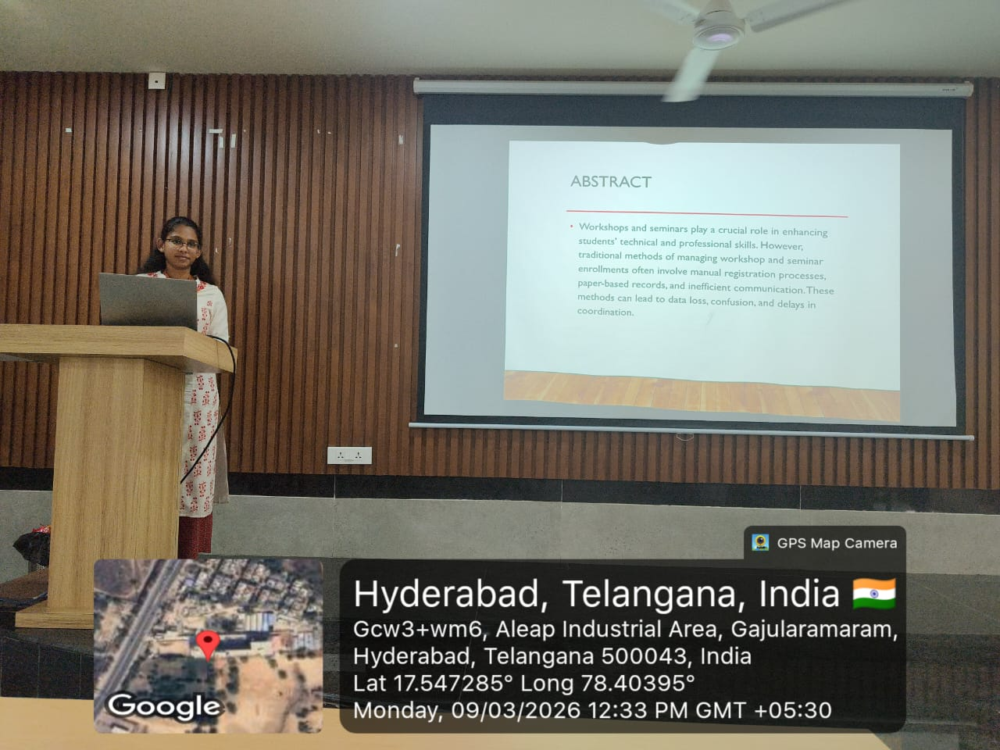 ABSTRACT
• Workshops and seminars play a crucial role in enhancing
students' technical and professional skills. However,
traditional methods of managing workshop and seminar
enrollments often involve manual registration processes,
paper-based records, and inefficient communication. These
methods can lead to data loss, confusion, and delays in
coordination.
GPS Map Camera
Hyderabad, Telangana, India
Gcw3+wm6, Aleap Industrial Area, Gajularamaram,
Hyderabad, Telangana 500043, India
Lat 17.547285° Long 78.40395°
Monday, 09/03/2026 12:33 PM GMT +05:30
Google